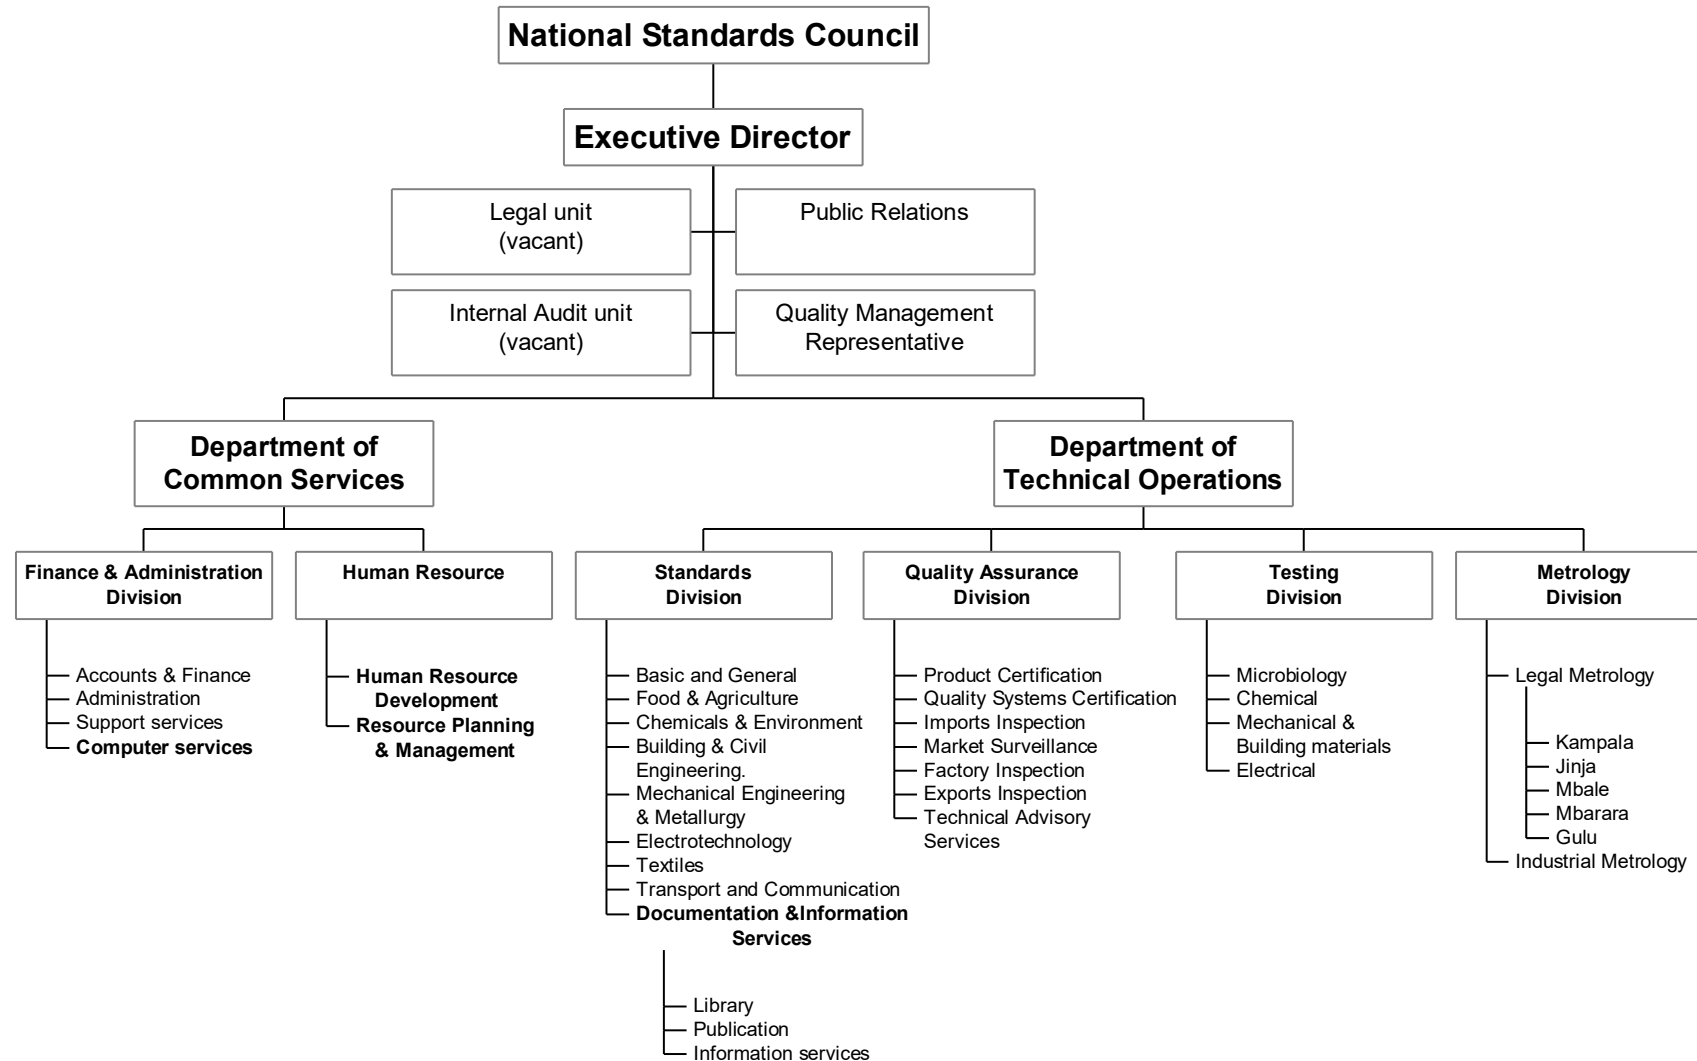 National Standards Council
Executive Director
Legal unit
(vacant)
Public Relations
Internal Audit unit
(vacant)
Quality Management
Representative
Department of
Common Services
Department of
Technical Operations
Finance & Administration
Division
Human Resource
Standards
Division
Quality Assurance
Division
Testing
Division
Metrology
Division
Accounts & Finance
Administration
Support services
Computer services
Human Resource
Development
Resource Planning
& Management
Basic and General
Food & Agriculture
Chemicals & Environment
Building & Civil
Engineering.
Mechanical Engineering
& Metallurgy
Electrotechnology
Textiles
Transport and Communication
Documentation &Information
Services
Library
Publication
Information services
Product Certification
Quality Systems Certification
Imports Inspection
Market Surveillance
Factory Inspection
Exports Inspection
Technical Advisory
Services
Microbiology
Chemical
Mechanical &
Building materials
Electrical
Legal Metrology
Kampala
Jinja
Mbale
Mbarara
Gulu
Industrial Metrology